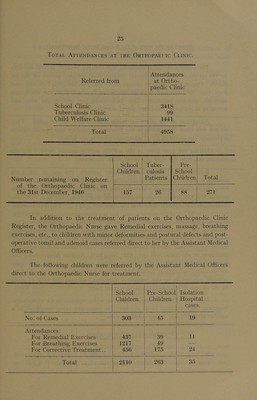 25
Total Attendances at the Orthopaedic Clinic.
Referred from
Attendances
at Ortho-
paedic Clinic
School Clinic 5418
Tuberculosis Clinic 99
Child Welfare Clinic 1441
Total 6958
Number remaining on Register
of the Orthopaedic Clinic on
the 31st December, 1946
School
Children
157
Tuber-
culosis
Patients
26
Pre-
School
Children
Total
271
In addition to the treatment of patients on the Orthopaedic Clinic
Register, the Orthopaedic Nurse gave Remedial exercises, massage, breathing
exercises, etc., to children with minor deformities and postural defects and post-
operative tonsil and adenoid cases referred direct to her by the Assistant Medical
Officers.
The following children were referred by the Assistant Medical Officers
direct to the Orthopaedic Nurse for treatment.
School
Children
Pre-School
Children
Isolation
Hospital
cases
No. of Cases 303 45 19
Attendances:
For Remedial Exercises 437 39 11
For Breathing Exercises 1217 49 —
For Corrective Treatment... 456 175 24
Total 2110 263 35